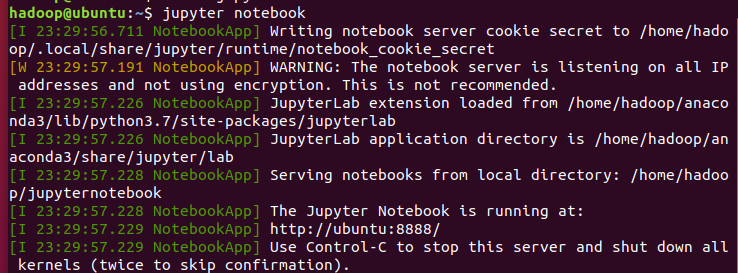 hadoop@ubuntu:~$ jupyter notebook
[I 23:29:56.711 NotebookApp] Writing notebook server cookie secret to /home/hado
op/.local/share/jupyter/runtime/notebook_cookie_secret
[W 23:29:57.191 NotebookApp] WARNING: The notebook server is listening on all IP
 addresses and not using encryption. This is not recommended.
[I 23:29:57.226 NotebookApp] JupyterLab extension loaded from /home/hadoop/anaco
nda3/lib/python3.7/site-packages/jupyterlab
[I 23:29:57.226 NotebookApp] JupyterLab application directory is /home/hadoop/an
aconda3/share/jupyter/lab
[I 23:29:57.228 NotebookApp] Serving notebooks from local directory: /home/hadoo
p/jupyternotebook
[I 23:29:57.228 NotebookApp] The Jupyter Notebook is running at:
[I 23:29:57.229 NotebookApp] http://ubuntu:8888/
[I 23:29:57.229 NotebookApp] Use Control-C to stop this server and shut down all
 kernels (twice to skip confirmation).